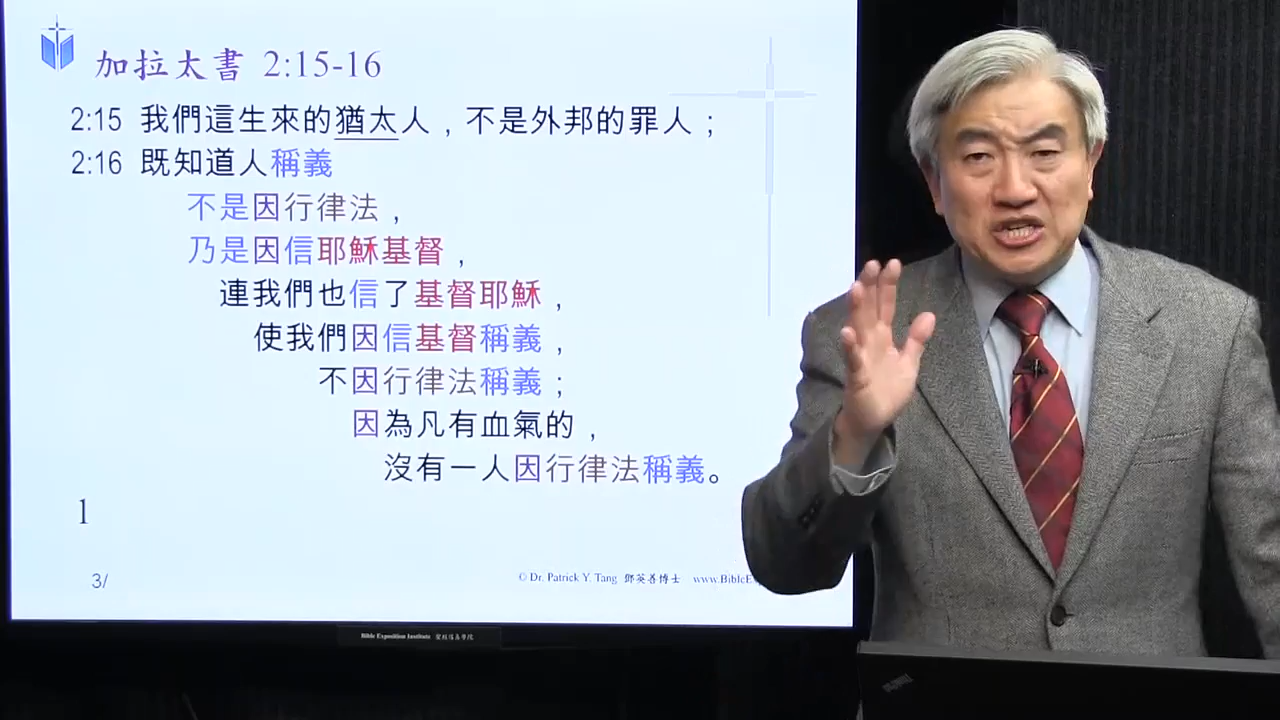 加拉太書 2:15-16
2:15 我們這生來的猶太人，不是外邦的罪人；
2:16 既知道人稱義
不是因行律法，
乃是因信耶穌基督，
連我們也信了基督耶穌，
使我們因信基督稱義，
不因行律法稱義；
因為凡有血氣的，
沒有一人因行律法稱義。
1
3/
© Dr. Patrick Y. Tang 鄧英善博士 www.BibleE
Bible Exposition Institute